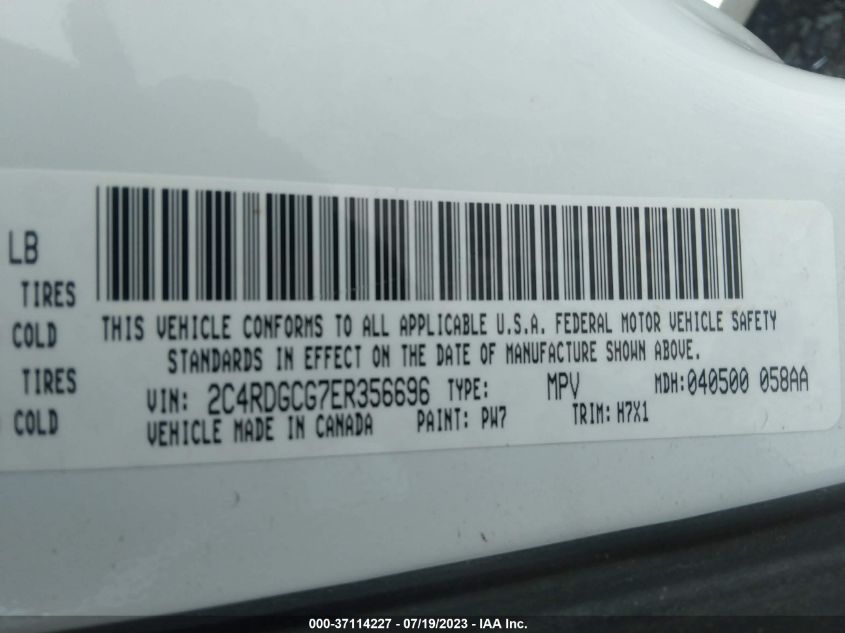 LB
TIRES
COLD
TIRES
COLD
THIS VEHICLE CONFORMS TO ALL APPLICABLE U.S.A. FEDERAL MOTOR VEHICLE SAFETY
STANDARDS IN EFFECT ON THE DATE OF MANUFACTURE SHOWN ABOVE.
VIN: 2C4RDGCG7ER356696 TYPE: MPV MDH: 040500 058AA
VEHICLE MADE IN CANADA PAINT: PW7 TRIM: H7X1
000-37114227 - 07/19/2023 - IAA Inc.